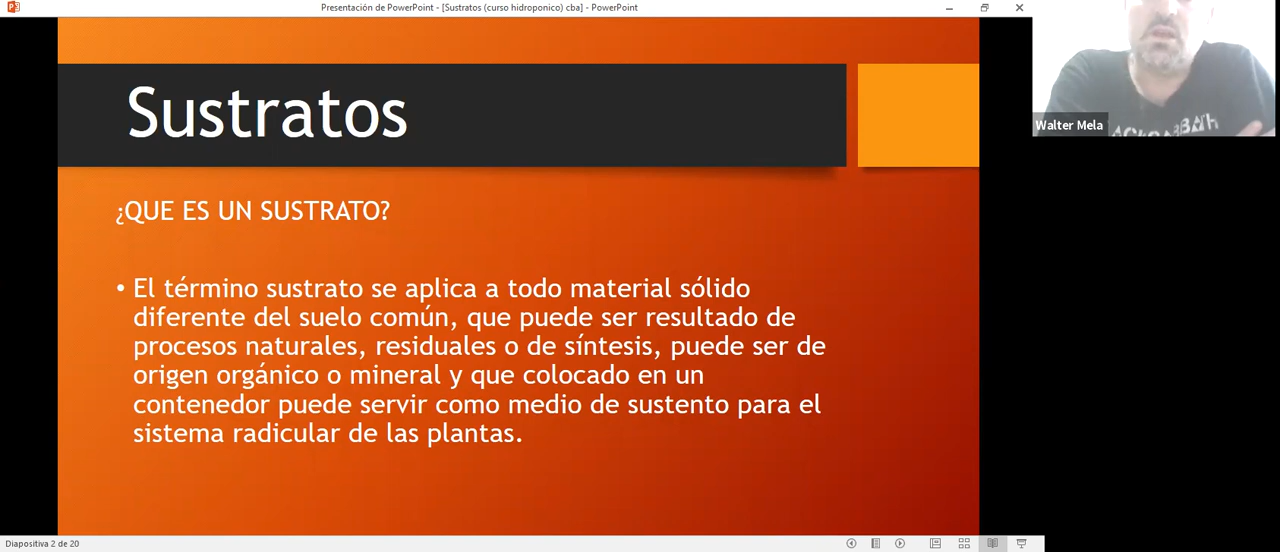 Presentación de PowerPoint - [Sustratos (curso hidroponico) cba] - PowerPoint
Sustratos
Walter Mela
¿QUE ES UN SUSTRATO?
• El término sustrato se aplica a todo material sólido
diferente del suelo común, que puede ser resultado de
procesos naturales, residuales o de síntesis, puede ser de
origen orgánico o mineral y que colocado en un
contenedor puede servir como medio de sustento para el
sistema radicular de las plantas.
Diapositiva 2 de 20